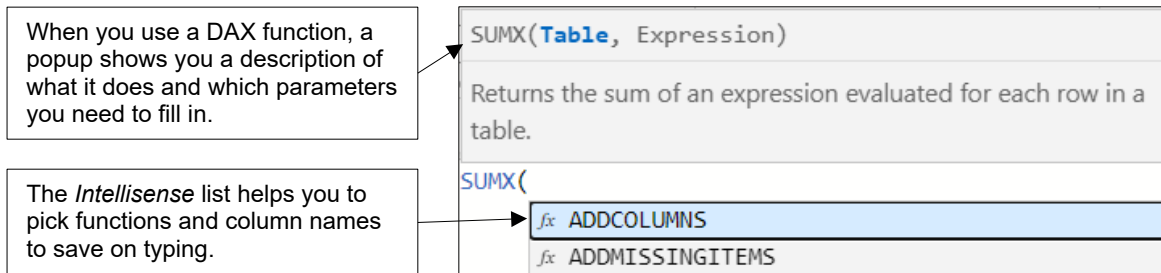 When you use a DAX function, a
popup shows you a description of
what it does and which parameters
you need to fill in.
The Intellisense list helps you to
pick functions and column names
to save on typing.
SUMX(Table, Expression)
Returns the sum of an expression evaluated for each row in a
table.
SUMX(
fx ADDCOLUMNS
fx ADDMISSINGITEMS